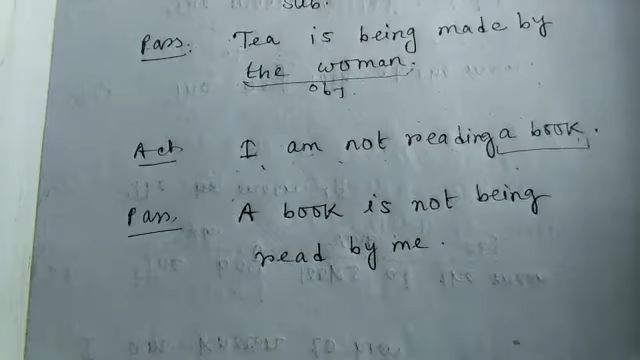 sub.
Pass. Tea is being made by
the woman.
obj
Act I am not reading a book.
Pass. A book is not being
read by me.